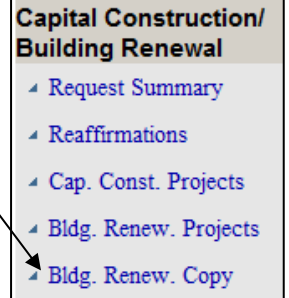 Capital Construction/
Building Renewal
Request Summary
Reaffirmations
Cap. Const. Projects
Bldg. Renew. Projects
Bldg. Renew. Copy